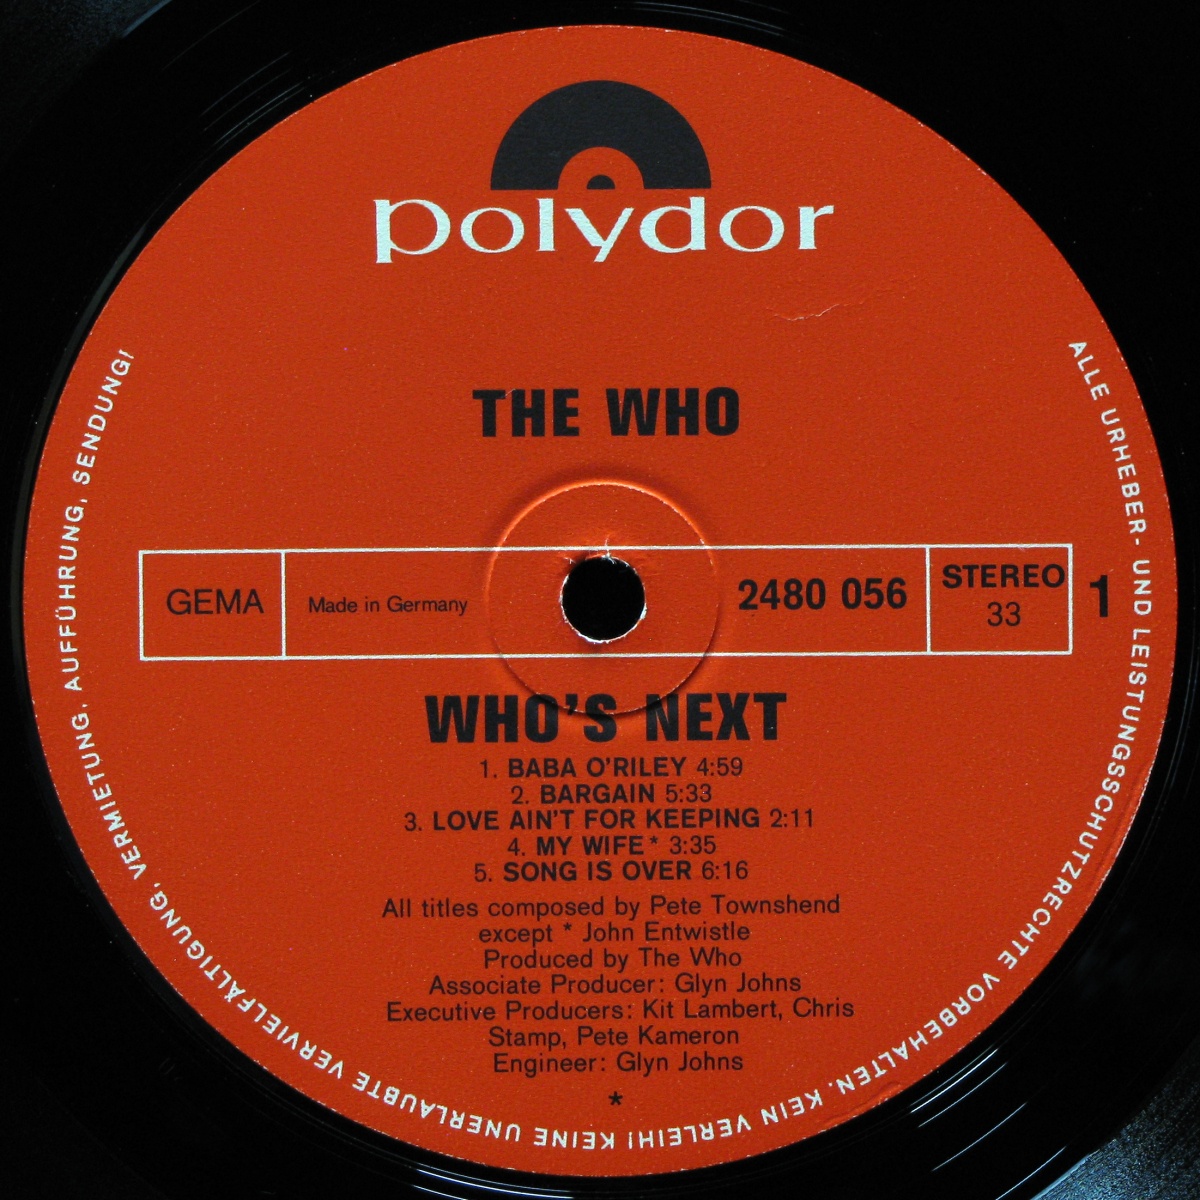 polydor
THE WHO
GEMA
Made in Germany
2480 056
STEREO
33
1
WHO'S NEXT
1. BABA O'RILEY 4:59
2. BARGAIN 5:33
3. LOVE AIN'T FOR KEEPING 2:11
4. MY WIFE * 3:35
5. SONG IS OVER 6:16
All titles composed by Pete Townshend
except * John Entwistle
Produced by The Who
Associate Producer: Glyn Johns
Executive Producers: Kit Lambert, Chris
Stamp, Pete Kameron
Engineer: Glyn Johns
*
ALLE URHEBER- UND LEISTUNGSSCHUTZRECHTE VORBEHALTEN. KEIN VERLEIH! KEINE UNERLAUBTE VERVIELFÄLTIGUNG, VERMIETUNG, AUFFÜHRUNG, SENDUNG!